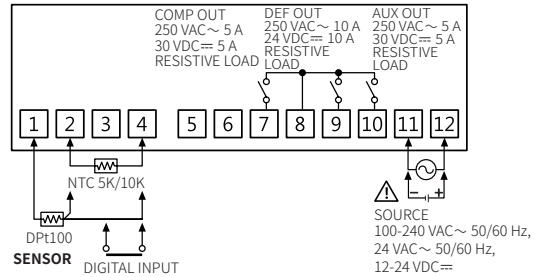 COMP OUT
250 VAC∼ 5 A
30 VDC⎓ 5 A
RESISTIVE LOAD
DEF OUT
250 VAC∼ 10 A
24 VDC⎓ 10 A
RESISTIVE
LOAD
AUX OUT
250 VAC∼ 5 A
30 VDC⎓ 5 A
RESISTIVE
LOAD
1 2 3 4 5 6 7 8 9 10 11 12
NTC 5K/10K
DPt100
SENSOR
DIGITAL INPUT
− +
SOURCE
100-240 VAC∼ 50/60 Hz,
24 VAC∼ 50/60 Hz,
12-24 VDC⎓